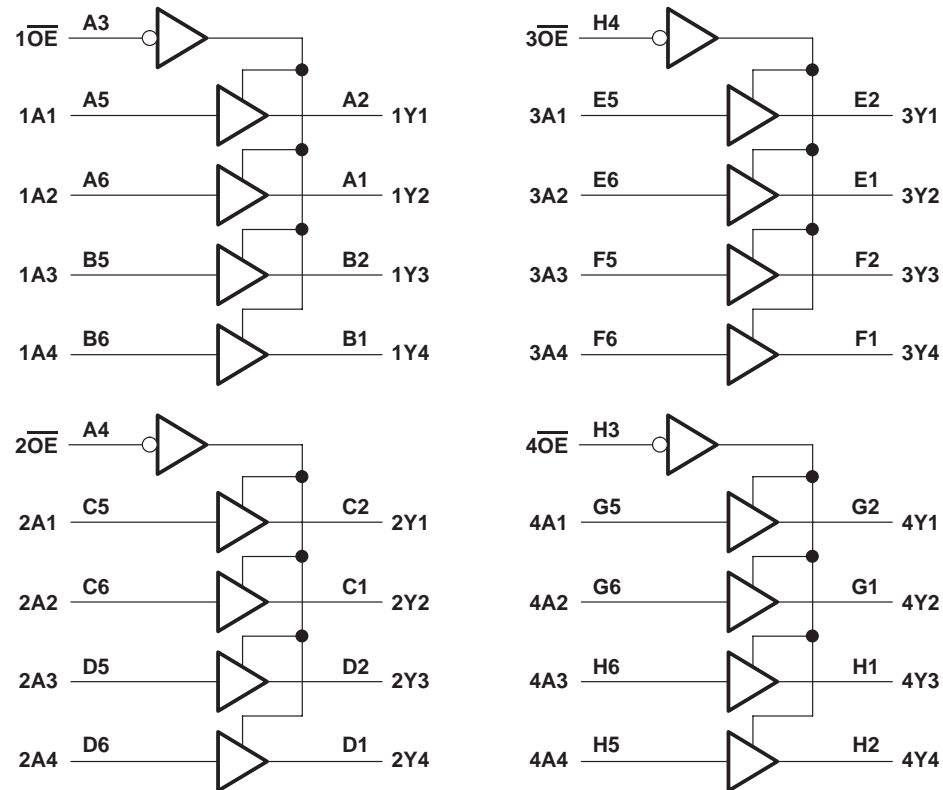 1OE A3
1A1 A5 A2 1Y1
1A2 A6 A1 1Y2
1A3 B5 B2 1Y3
1A4 B6 B1 1Y4
3OE H4
3A1 E5 E2 3Y1
3A2 E6 E1 3Y2
3A3 F5 F2 3Y3
3A4 F6 F1 3Y4
2OE A4
2A1 C5 C2 2Y1
2A2 C6 C1 2Y2
2A3 D5 D2 2Y3
2A4 D6 D1 2Y4
4OE H3
4A1 G5 G2 4Y1
4A2 G6 G1 4Y2
4A3 H6 H1 4Y3
4A4 H5 H2 4Y4